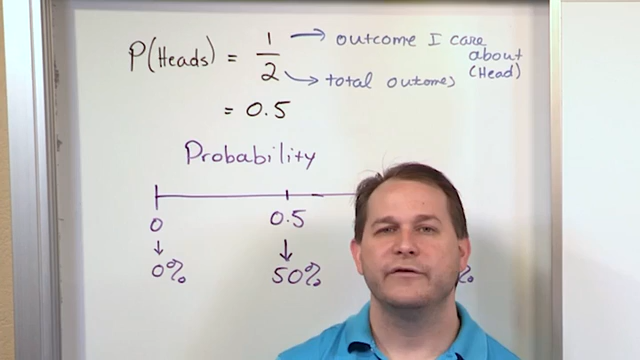 P(Heads) = 1/2 → outcome I care about (Head)
→ total outcomes
= 0.5
Probability
0 0.5
↓ ↓
0% 50% %